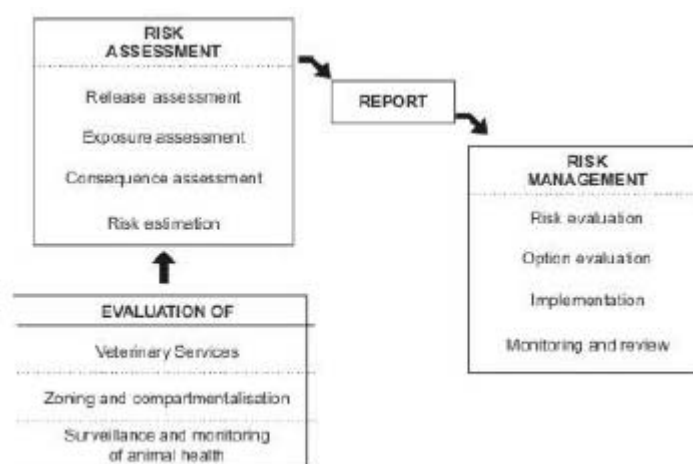 RISK
ASSESSMENT
Release assessment
Exposure assessment
Consequence assessment
Risk estimation
REPORT
RISK
MANAGEMENT
Risk evaluation
Option evaluation
Implementation
Monitoring and review
EVALUATION OF
Veterinary Services
Zoning and compartmentalisation
Surveillance and monitoring
of animal health